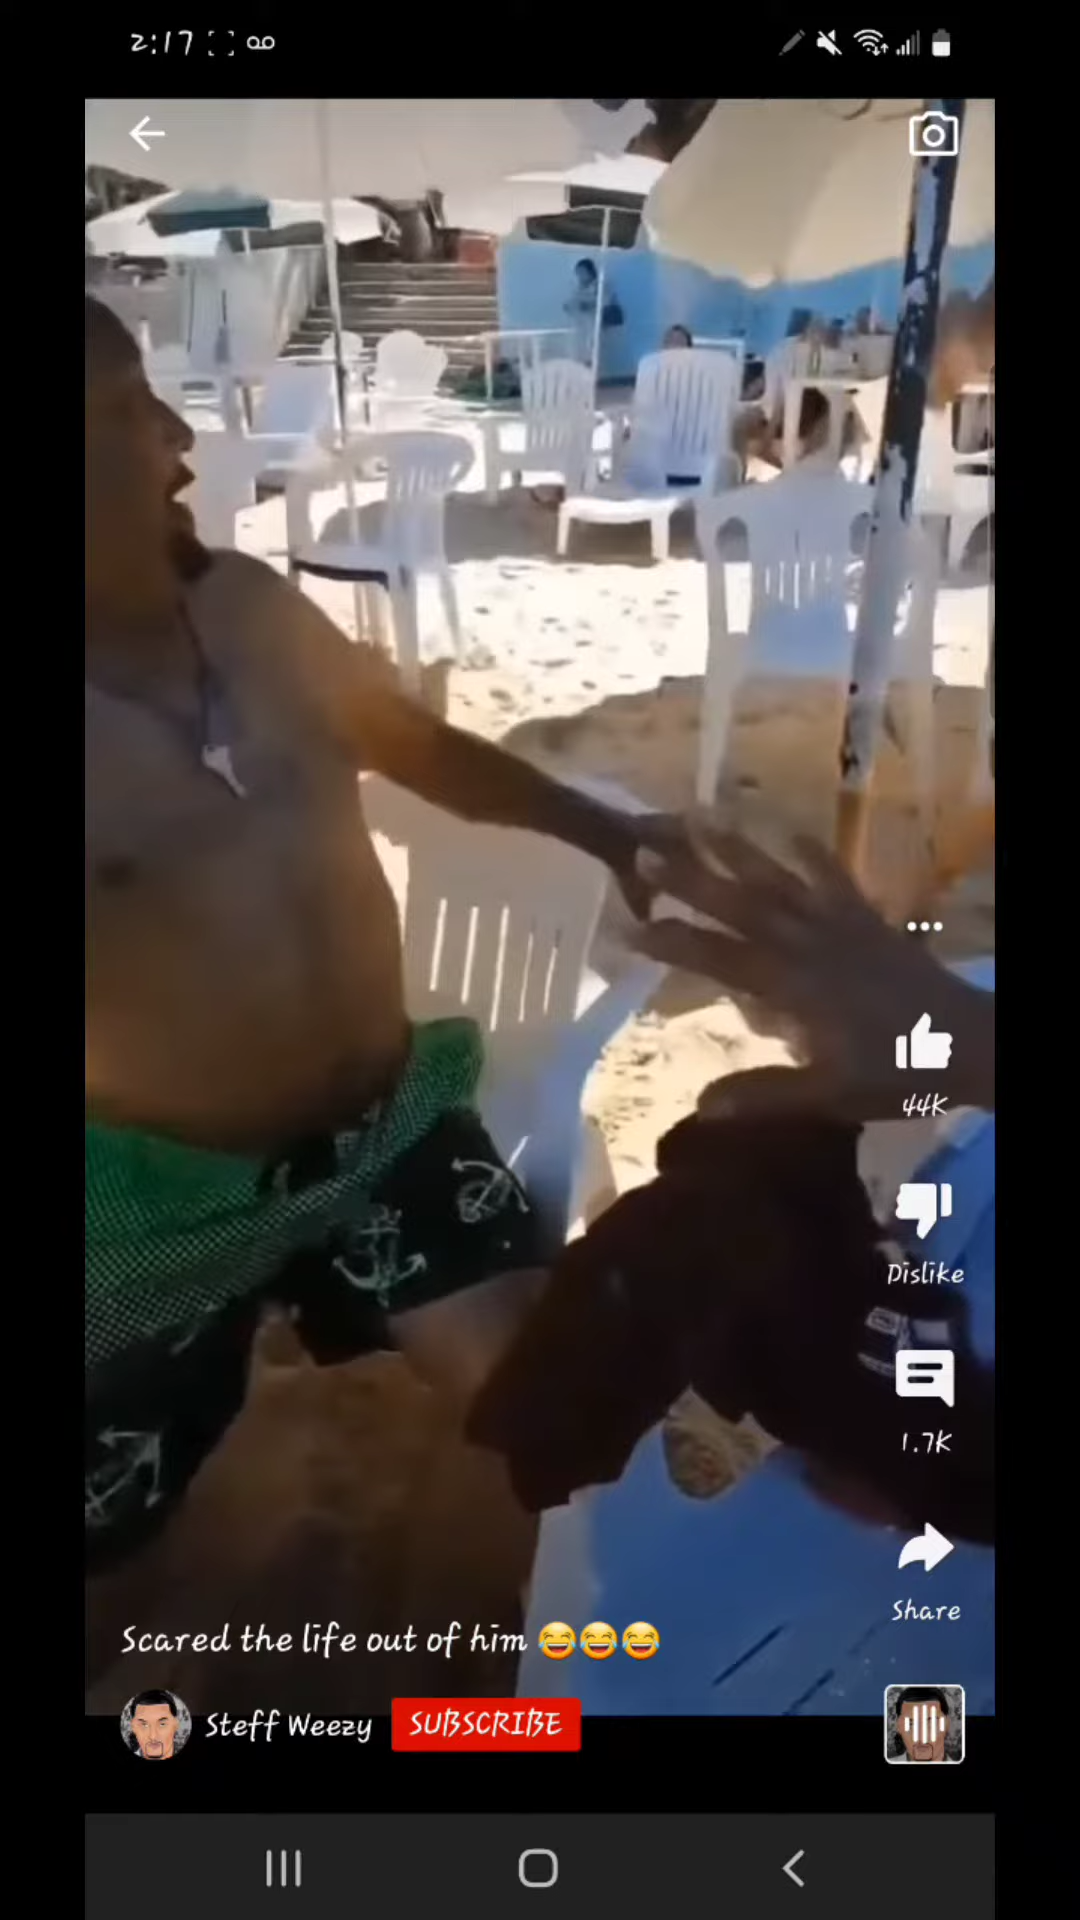 2:17
44K
Dislike
1.7K
Share
Scared the life out of him 😂😂😂
Steff Weezy SUBSCRIBE